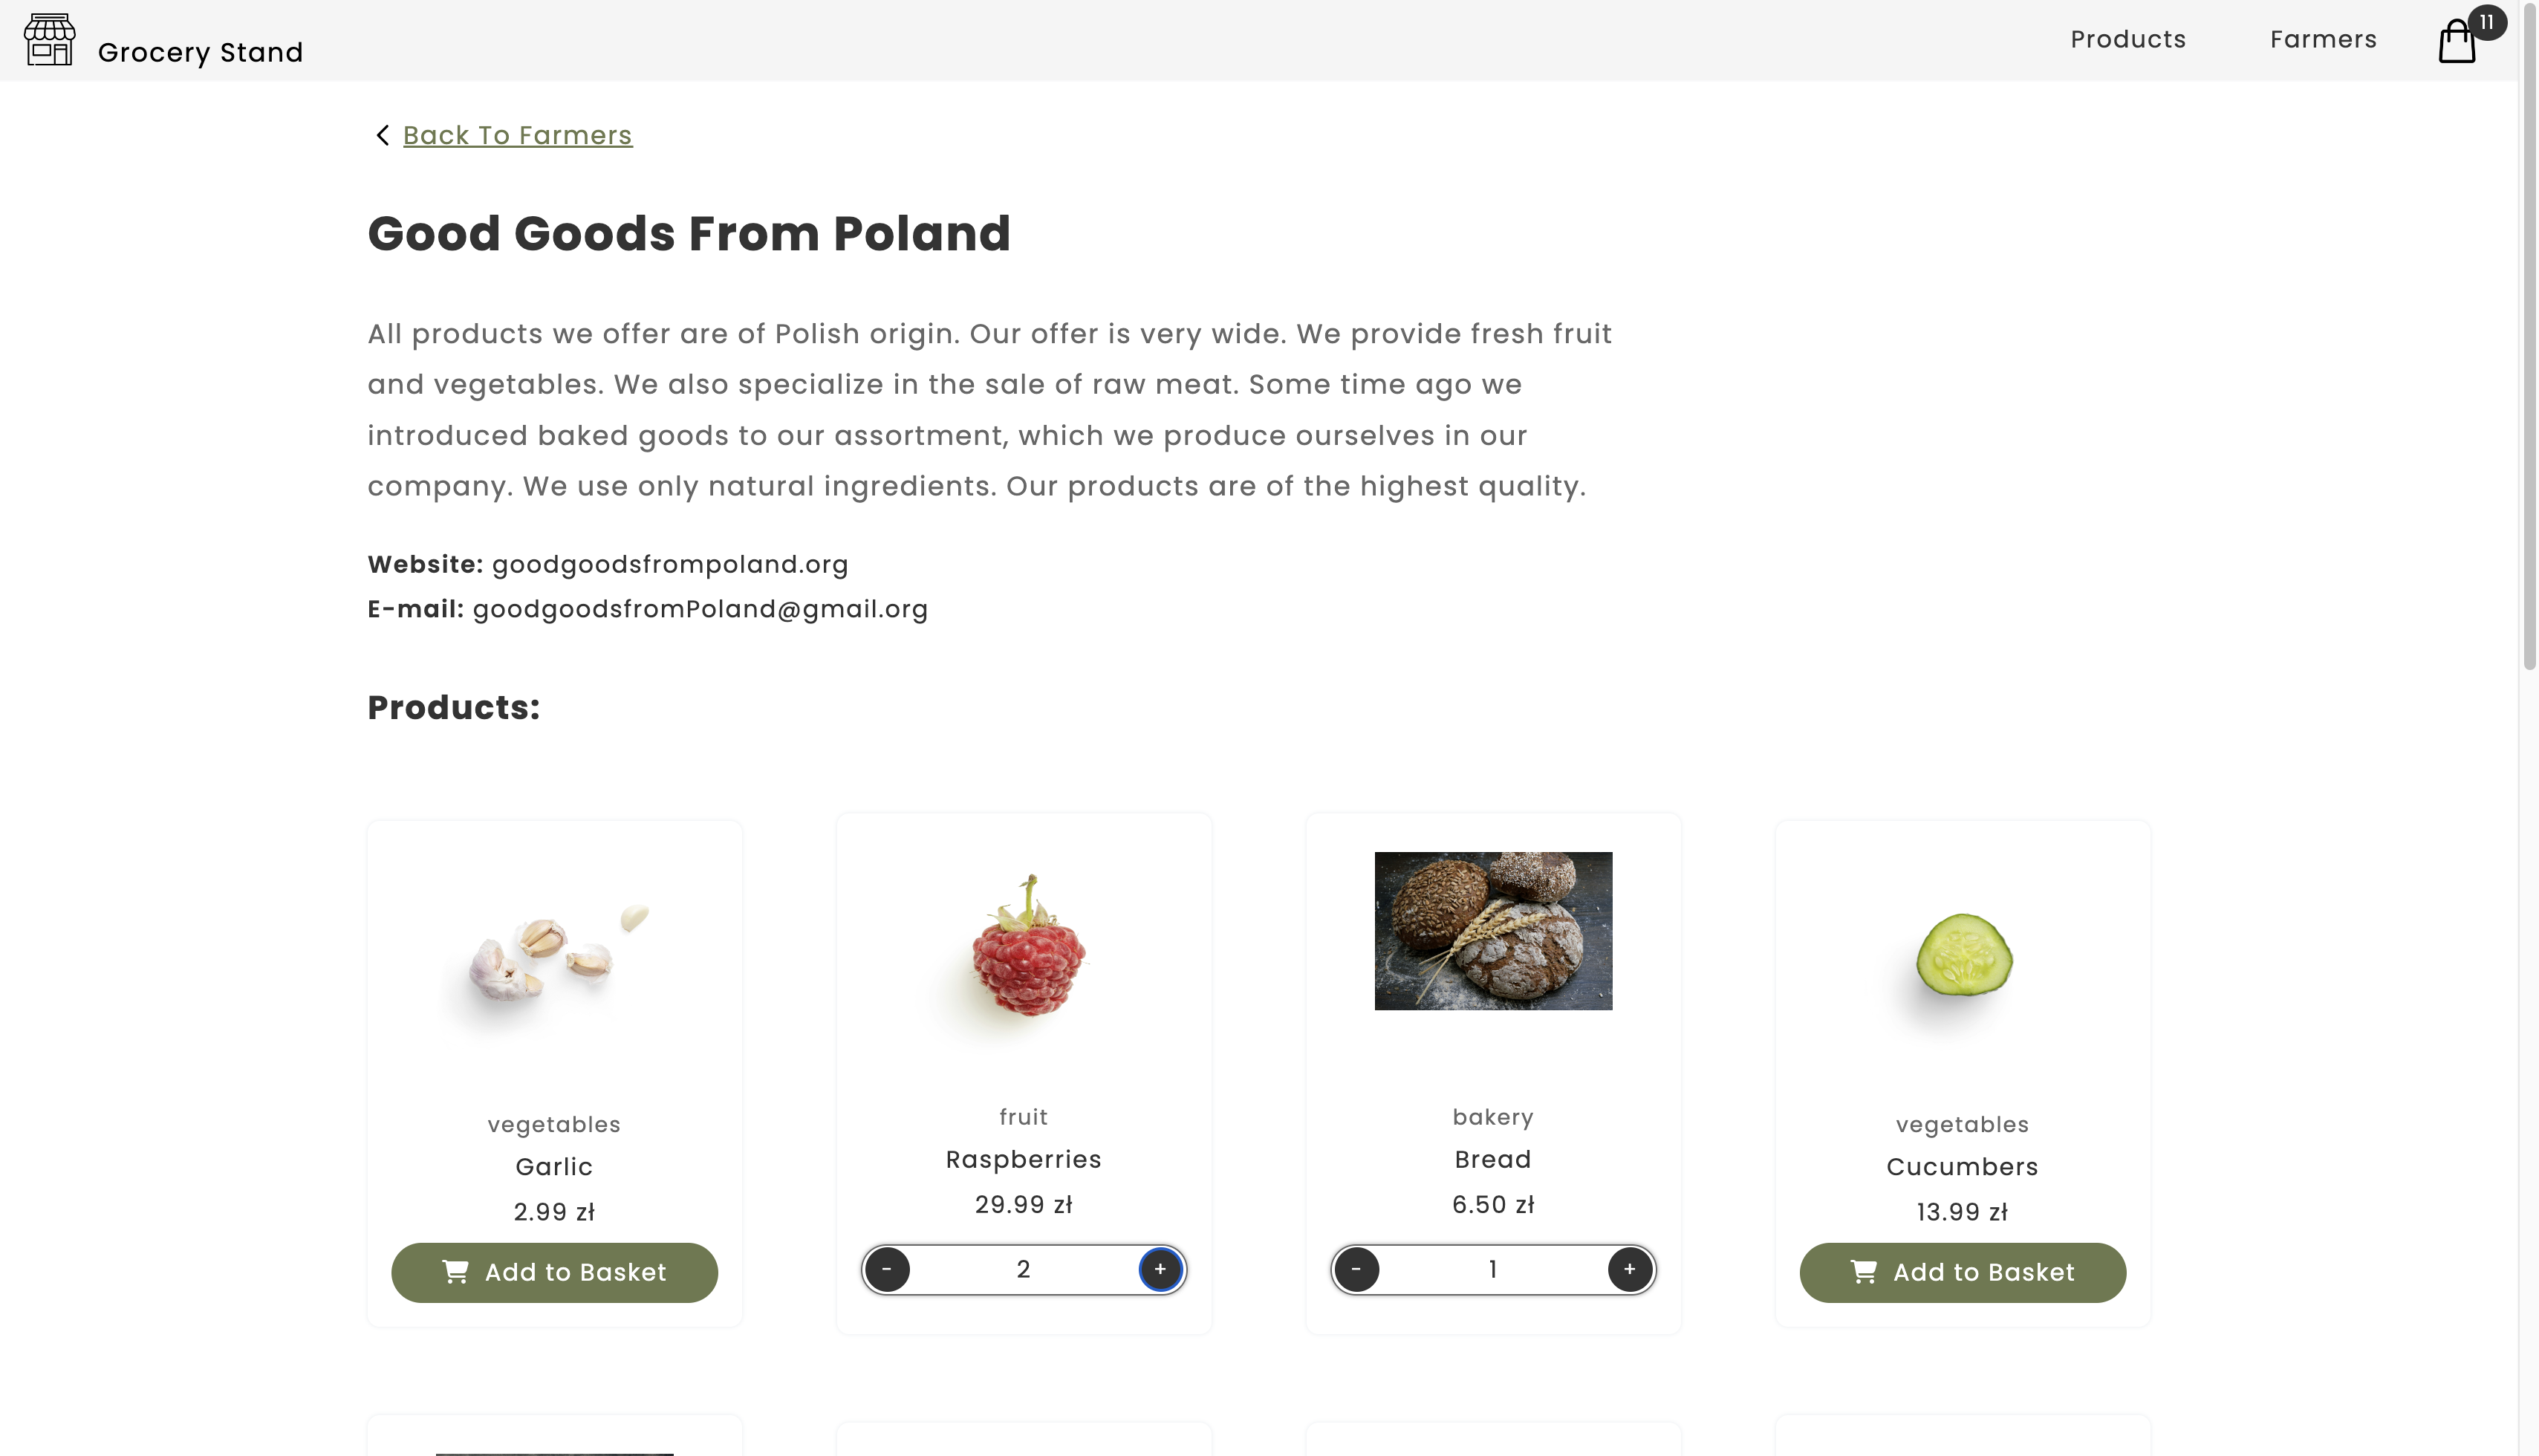 Grocery Stand
Products
Farmers
11
Back To Farmers
Good Goods From Poland
All products we offer are of Polish origin. Our offer is very wide. We provide fresh fruit
and vegetables. We also specialize in the sale of raw meat. Some time ago we
introduced baked goods to our assortment, which we produce ourselves in our
company. We use only natural ingredients. Our products are of the highest quality.
Website: goodgoodsfrompoland.org
E-mail: goodgoodsfromPoland@gmail.org
Products:
vegetables
Garlic
2.99 zł
Add to Basket
fruit
Raspberries
29.99 zł
- 2 +
bakery
Bread
6.50 zł
- 1 +
vegetables
Cucumbers
13.99 zł
Add to Basket